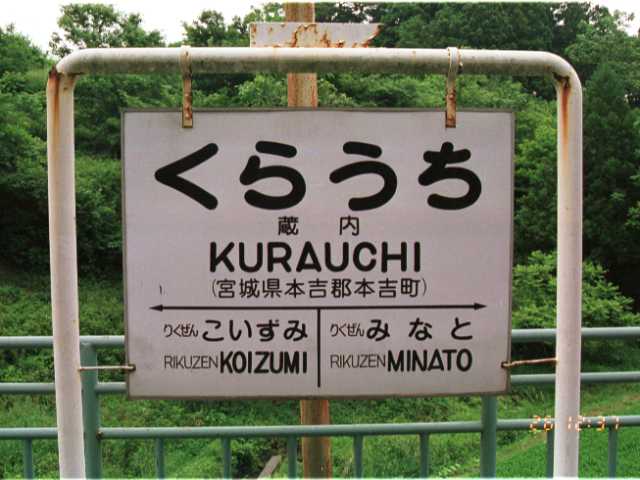 くらうち
蔵内
KURAUCHI
(宮城県本吉郡本吉町)
りくぜんこいずみ りくぜんみなと
RIKUZEN KOIZUMI RIKUZEN MINATO